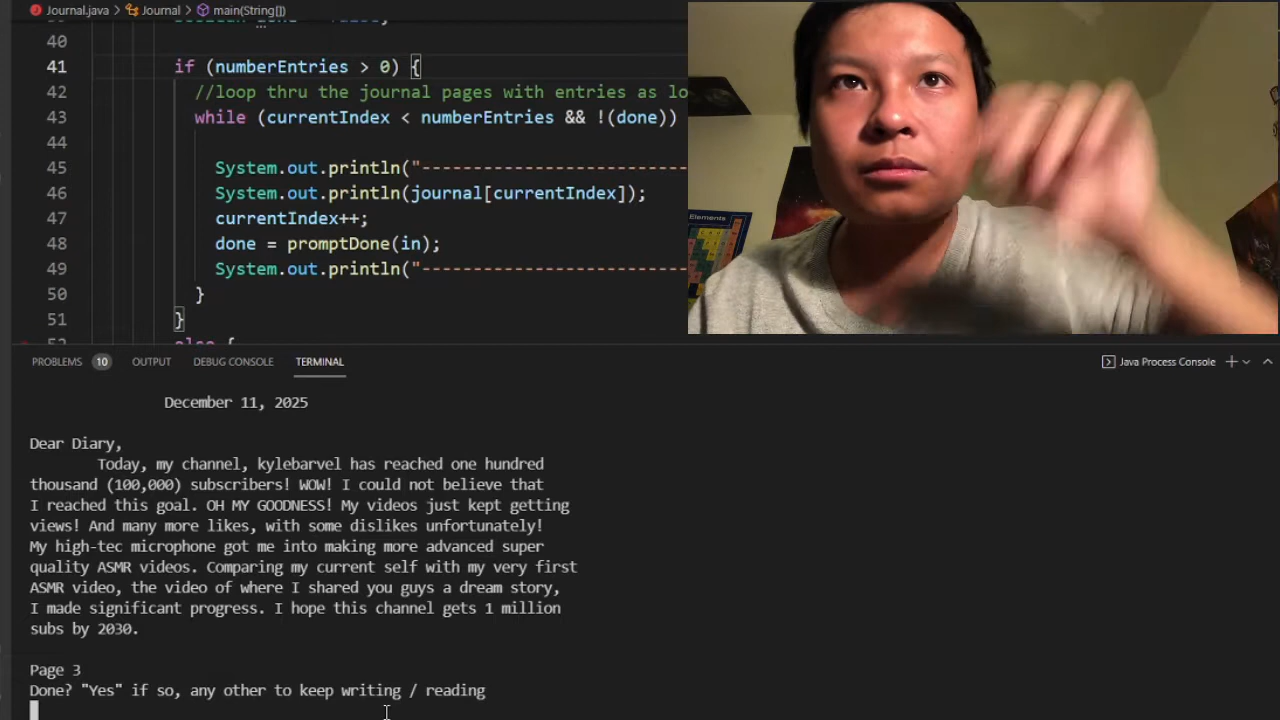 Journal.java > Journal > main(String[])
40
41 if (numberEntries > 0) {
42 //loop thru the journal pages with entries as lo
43 while (currentIndex < numberEntries && !(done))
44
45 System.out.println("--------------------------------
46 System.out.println(journal[currentIndex]);
47 currentIndex++;
48 done = promptDone(in);
49 System.out.println("--------------------------------
50 }
51 }
52 else {
Elements
PROBLEMS 10 OUTPUT DEBUG CONSOLE TERMINAL
Java Process Console
December 11, 2025
Dear Diary,
Today, my channel, kylebarvel has reached one hundred
thousand (100,000) subscribers! WOW! I could not believe that
I reached this goal. OH MY GOODNESS! My videos just kept getting
views! And many more likes, with some dislikes unfortunately!
My high-tec microphone got me into making more advanced super
quality ASMR videos. Comparing my current self with my very first
ASMR video, the video of where I shared you guys a dream story,
I made significant progress. I hope this channel gets 1 million
subs by 2030.
Page 3
Done? "Yes" if so, any other to keep writing / reading